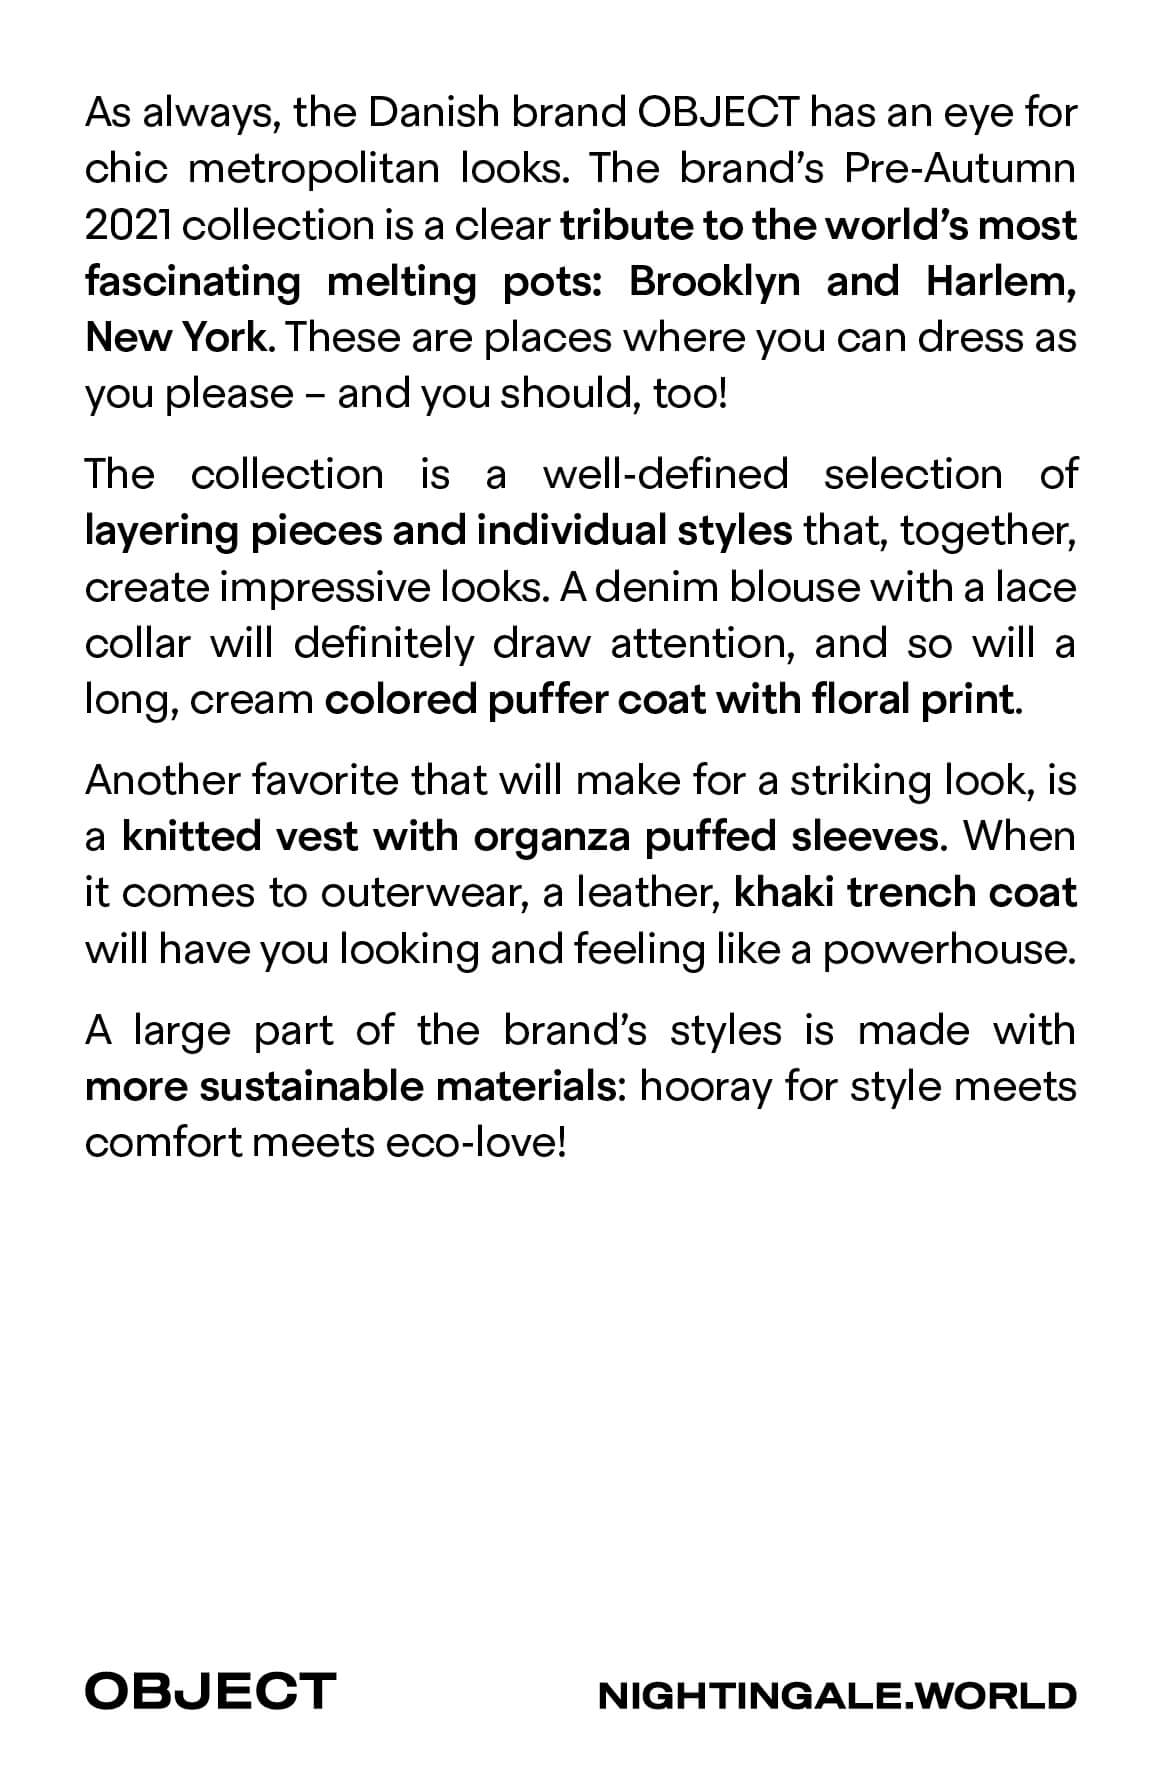 As always, the Danish brand OBJECT has an eye for
chic metropolitan looks. The brand’s Pre-Autumn
2021 collection is a clear tribute to the world’s most
fascinating melting pots: Brooklyn and Harlem,
New York. These are places where you can dress as
you please – and you should, too!
The collection is a well-defined selection of
layering pieces and individual styles that, together,
create impressive looks. A denim blouse with a lace
collar will definitely draw attention, and so will a
long, cream colored puffer coat with floral print.
Another favorite that will make for a striking look, is
a knitted vest with organza puffed sleeves. When
it comes to outerwear, a leather, khaki trench coat
will have you looking and feeling like a powerhouse.
A large part of the brand’s styles is made with
more sustainable materials: hooray for style meets
comfort meets eco-love!
OBJECT
NIGHTINGALE.WORLD